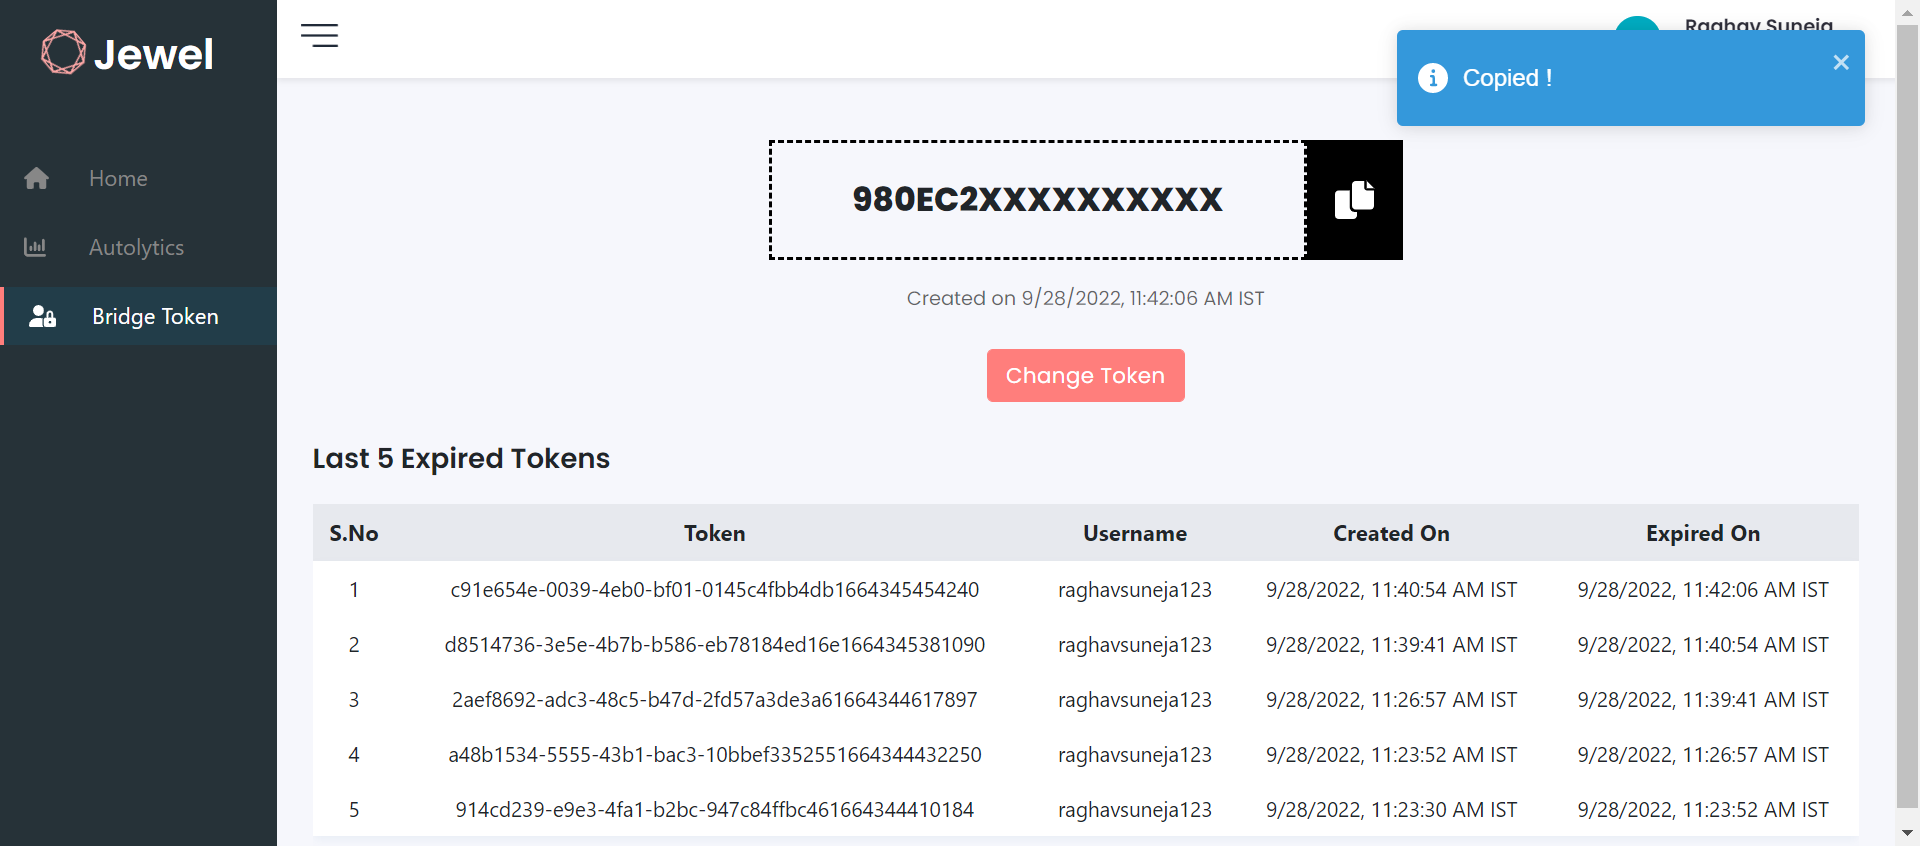 Jewel
Raghav Suneja
Copied !
Home
Autolytics
Bridge Token
980EC2XXXXXXXXXX
Created on 9/28/2022, 11:42:06 AM IST
Change Token
Last 5 Expired Tokens
S.No Token Username Created On Expired On
1 c91e654e-0039-4eb0-bf01-0145c4fbb4db1664345454240 raghavsuneja123 9/28/2022, 11:40:54 AM IST 9/28/2022, 11:42:06 AM IST
2 d8514736-3e5e-4b7b-b586-eb78184ed16e1664345381090 raghavsuneja123 9/28/2022, 11:39:41 AM IST 9/28/2022, 11:40:54 AM IST
3 2aef8692-adc3-48c5-b47d-2fd57a3de3a61664344617897 raghavsuneja123 9/28/2022, 11:26:57 AM IST 9/28/2022, 11:39:41 AM IST
4 a48b1534-5555-43b1-bac3-10bbef3352551664344432250 raghavsuneja123 9/28/2022, 11:23:52 AM IST 9/28/2022, 11:26:57 AM IST
5 914cd239-e9e3-4fa1-b2bc-947c84ffbc461664344410184 raghavsuneja123 9/28/2022, 11:23:30 AM IST 9/28/2022, 11:23:52 AM IST